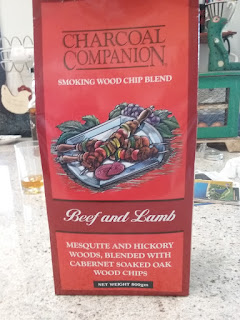 CHARCOAL
COMPANION®
SMOKING WOOD CHIP BLEND
Beef and Lamb
MESQUITE AND HICKORY
WOODS, BLENDED WITH
CABERNET SOAKED OAK
WOOD CHIPS
NET WEIGHT 800gm